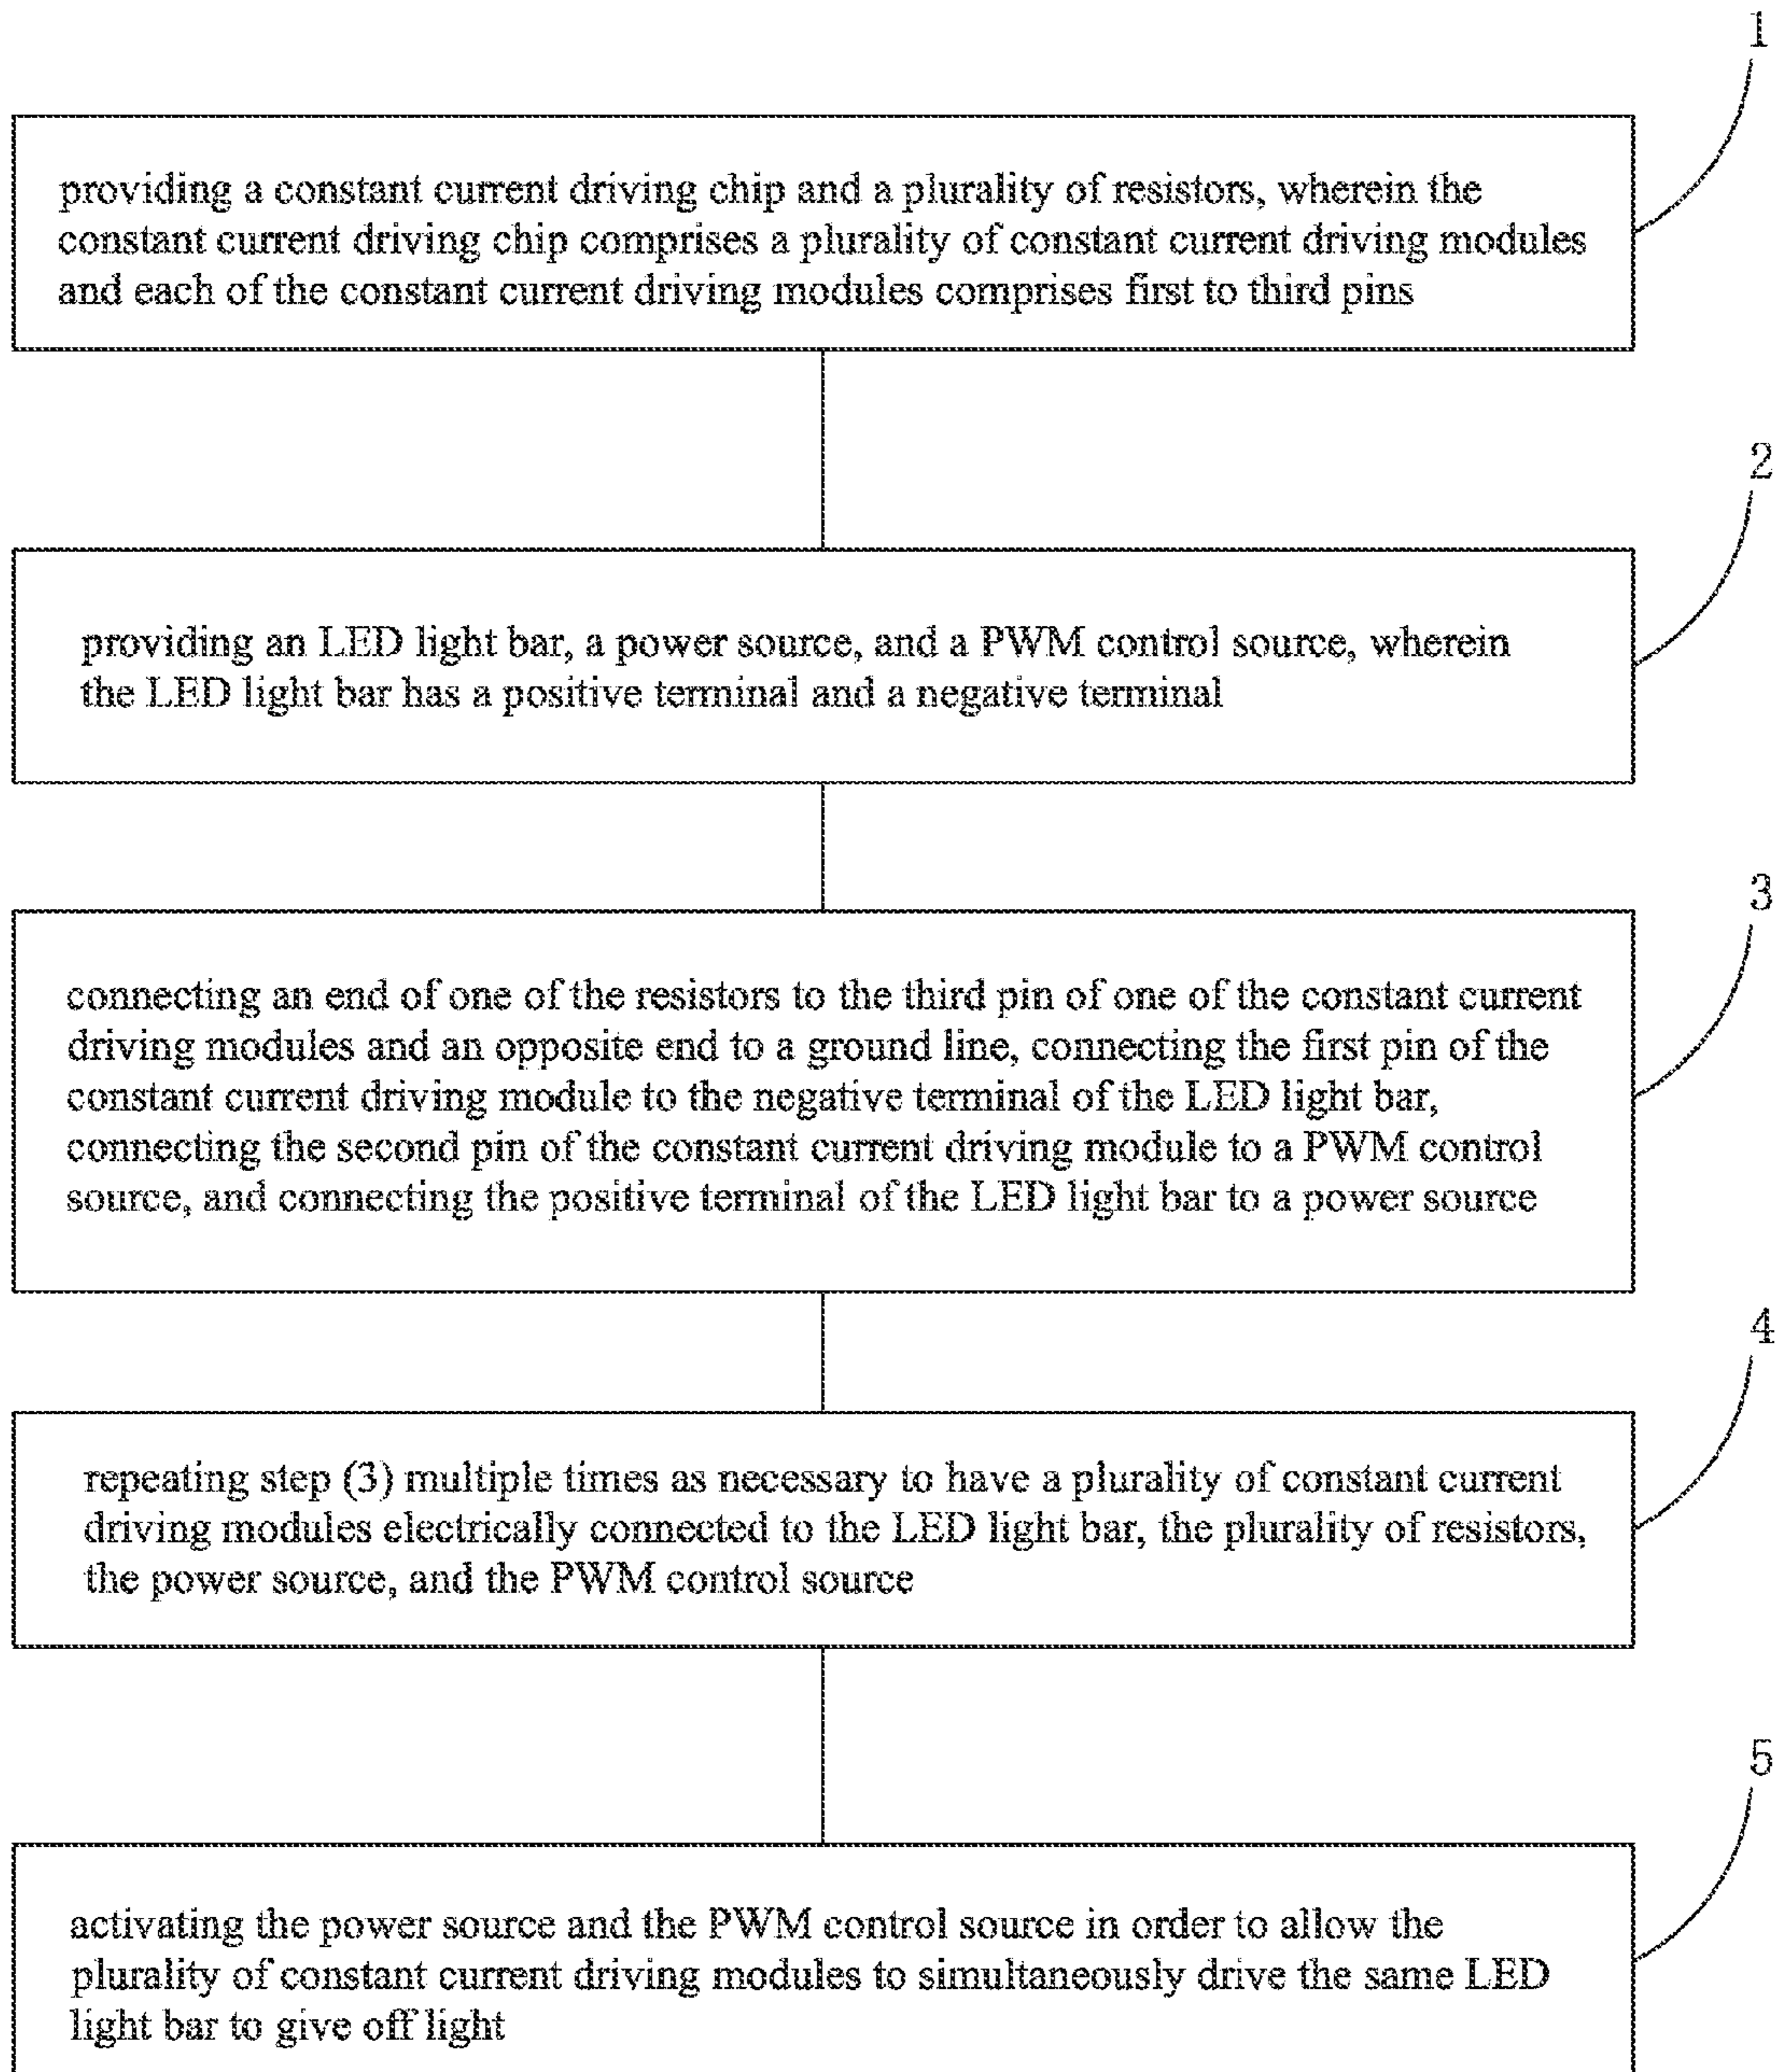 1
providing a constant current driving chip and a plurality of resistors, wherein the
constant current driving chip comprises a plurality of constant current driving modules
and each of the constant current driving modules comprises first to third pins
2
providing an LED light bar, a power source, and a PWM control source, wherein
the LED light bar has a positive terminal and a negative terminal
3
connecting an end of one of the resistors to the third pin of one of the constant current
driving modules and an opposite end to a ground line, connecting the first pin of the
constant current driving module to the negative terminal of the LED light bar,
connecting the second pin of the constant current driving module to a PWM control
source, and connecting the positive terminal of the LED light bar to a power source
4
repeating step (3) multiple times as necessary to have a plurality of constant current
driving modules electrically connected to the LED light bar, the plurality of resistors,
the power source, and the PWM control source
5
activating the power source and the PWM control source in order to allow the
plurality of constant current driving modules to simultaneously drive the same LED
light bar to give off light